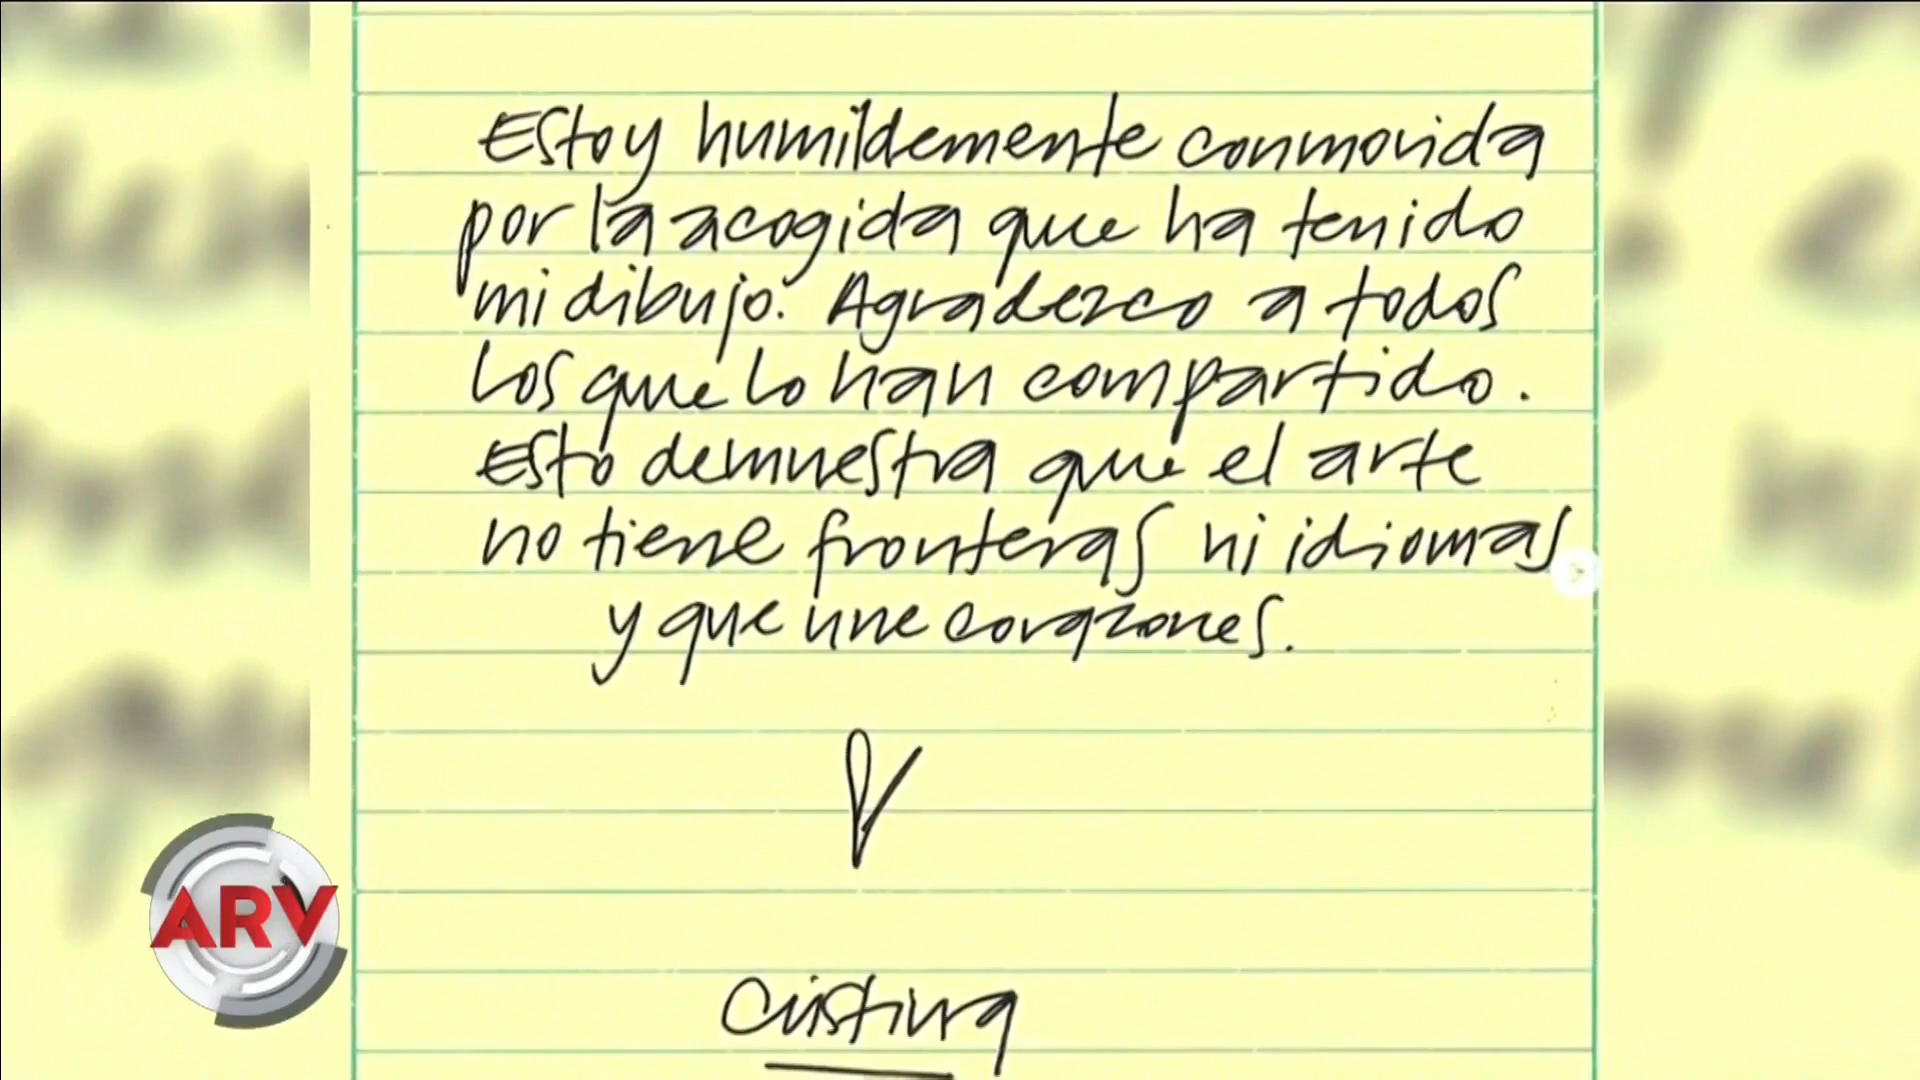 Estoy humildemente conmovida
por la acogida que ha tenido
mi dibujo. Agradezco a todos
los que lo han compartido.
Esto demuestra que el arte
no tiene fronteras ni idiomas
y que une corazones.
Cristina
ARV